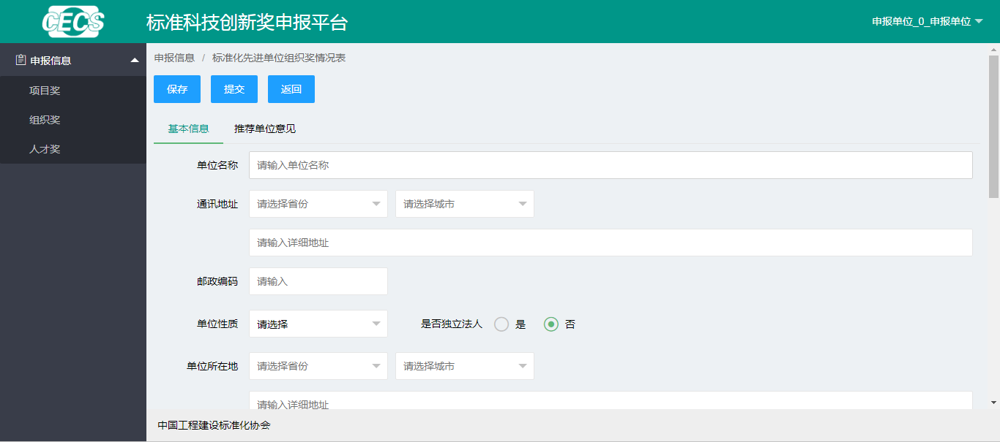 CECS 标准科技创新奖申报平台 申报单位_0_申报单位
申报信息
项目奖
组织奖
人才奖
申报信息 / 标准化先进单位组织奖情况表
保存 提交 返回
基本信息 推荐单位意见
单位名称 请输入单位名称
通讯地址 请选择省份 请选择城市
请输入详细地址
邮政编码 请输入
单位性质 请选择 是否独立法人 是 否
单位所在地 请选择省份 请选择城市
请输入详细地址
中国工程建设标准化协会